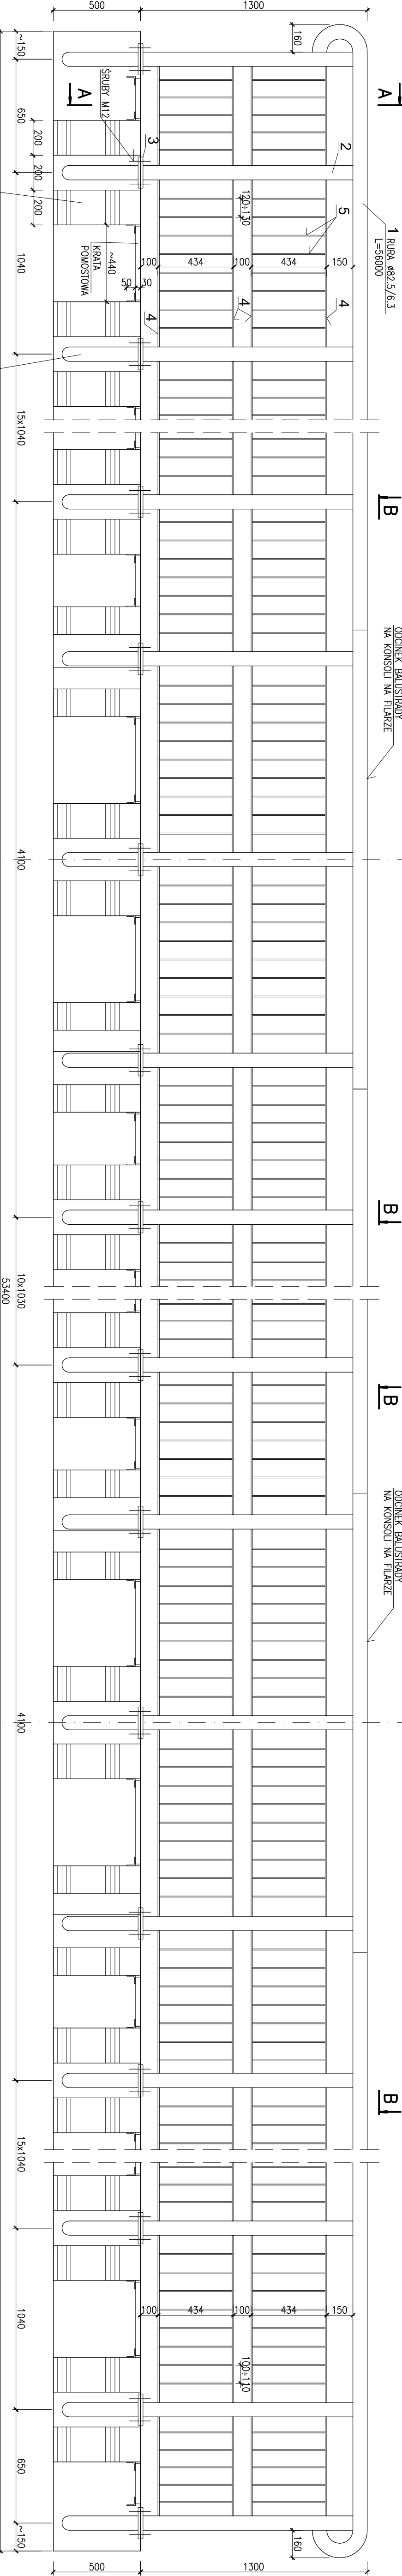 500
1300
~150
650
1040
15x1040
4100
10x1030
4100
15x1040
1040
650
~150
53400
200
200
200
160
A
A
ŚRUBY M12
3
2
1 RURA ø82.5/6.3
L=56000
5
120÷130
100
434
100
434
150
~440
KRATA
POMOSTOWA
50
30
4
4
4
B
ODCINEK BALUSTRADY
NA KONSOLI NA FILARZE
B
B
ODCINEK BALUSTRADY
NA KONSOLI NA FILARZE
B
100
434
100
434
150
100÷110
160
500
1300